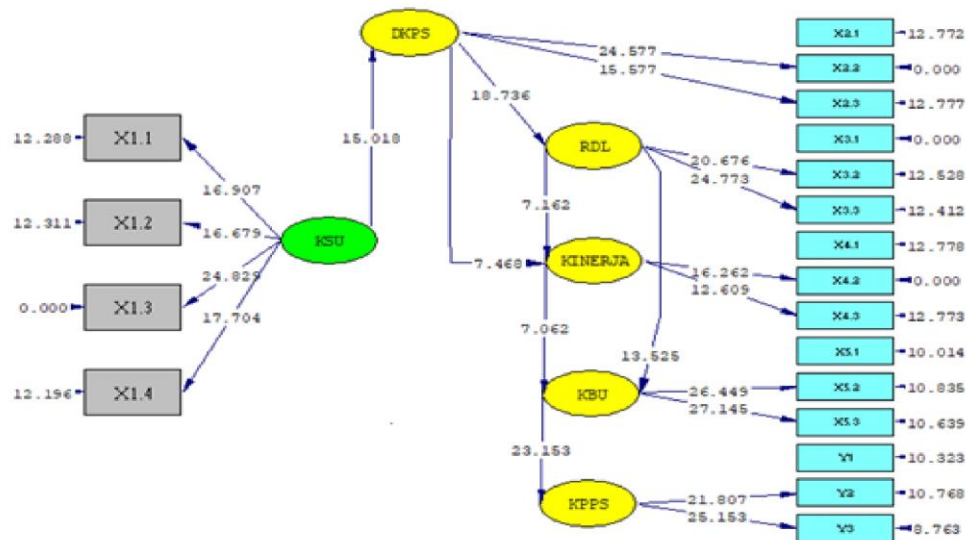 DKPS
X2.1
12.772
24.577
X2.2
0.000
15.577
X2.3
12.777
18.736
X3.1
0.000
12.288
X1.1
15.018
RDL
20.676
X3.2
12.528
16.907
24.773
X3.3
12.412
7.162
12.311
X1.2
16.679
KSU
X4.1
12.778
24.829
7.468
KINERJA
16.262
X4.2
0.000
12.609
0.000
X1.3
17.704
X4.3
12.773
7.062
13.525
X5.1
10.014
12.196
X1.4
KBU
26.449
X5.2
10.835
27.145
X5.3
10.639
23.153
Y1
10.323
KPPS
21.807
Y2
10.768
25.153
Y3
8.763